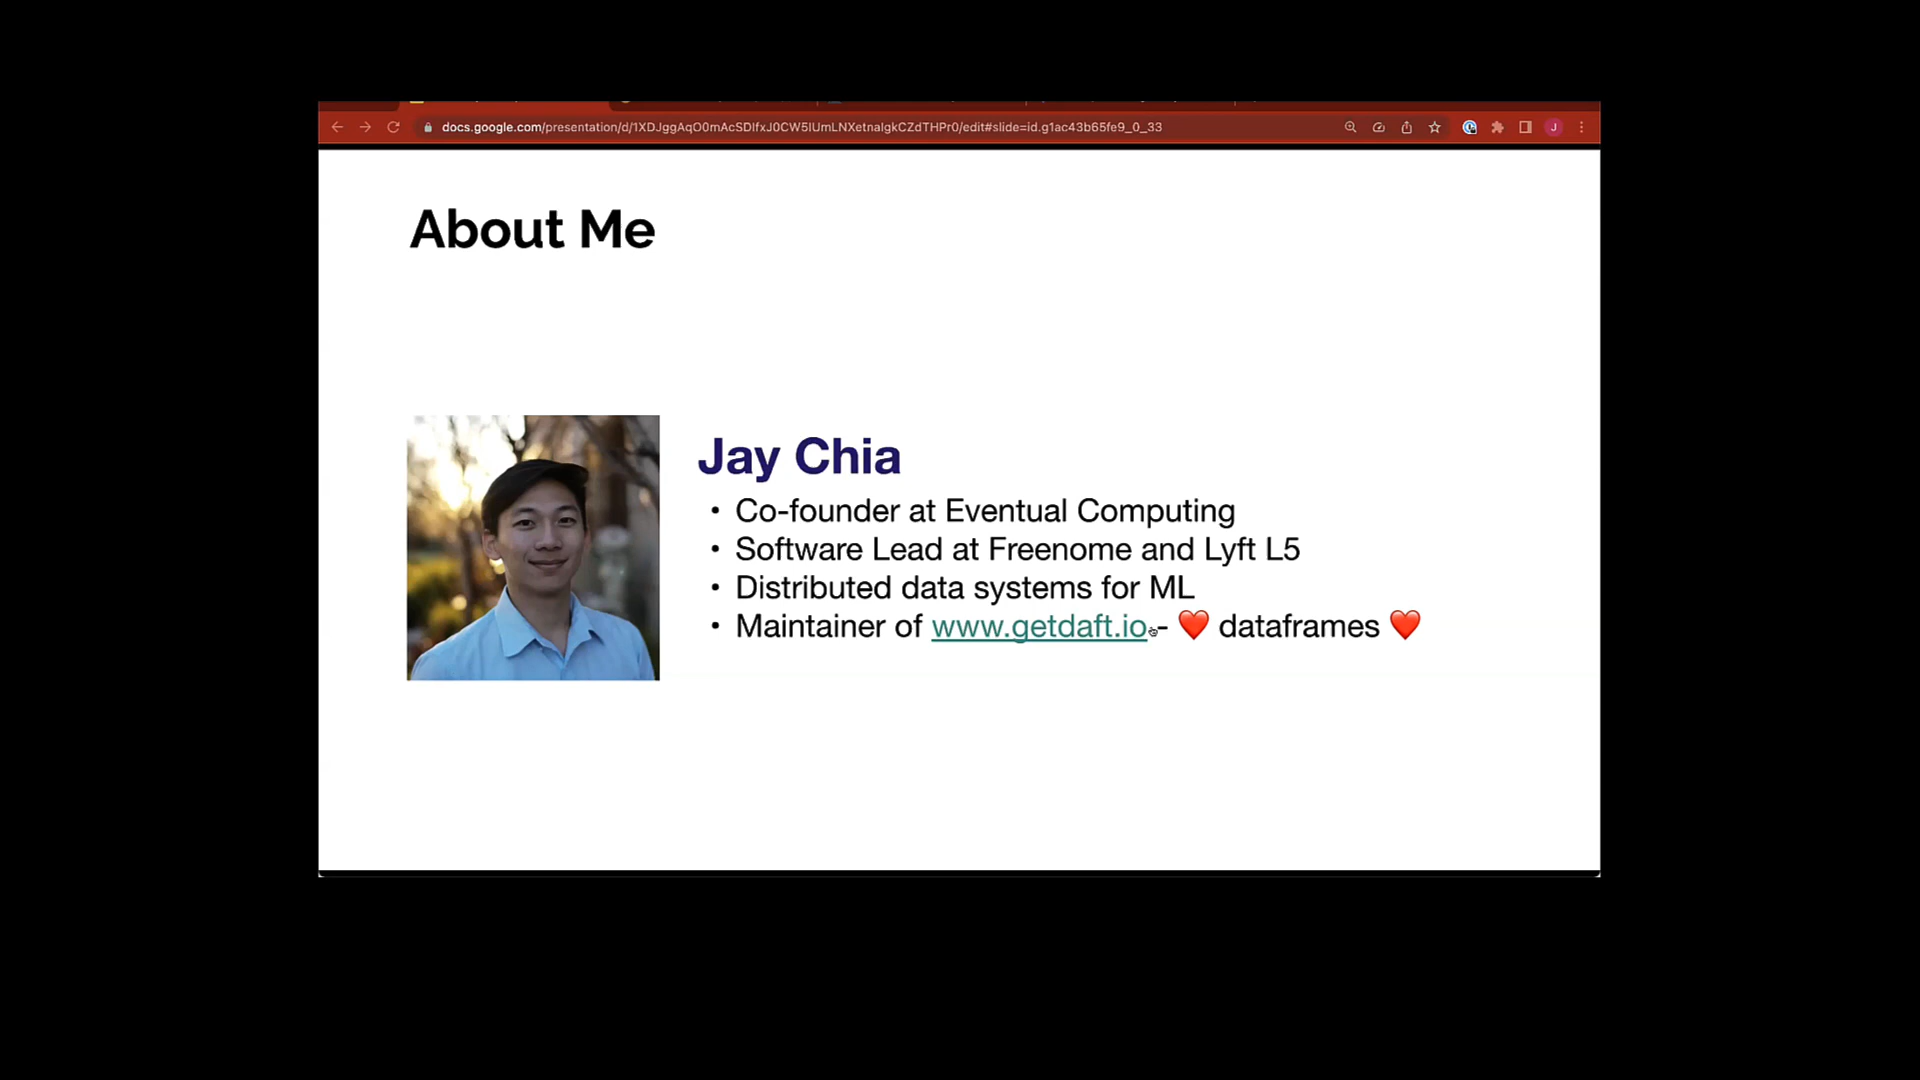 docs.google.com/presentation/d/1XDJggAqO0mAcSDIfxJ0CW5IUmLNXetnaIgkCZdTHPr0/edit#slide=id.g1ac43b65fe9_0_33
J
About Me
Jay Chia
• Co-founder at Eventual Computing
• Software Lead at Freenome and Lyft L5
• Distributed data systems for ML
• Maintainer of www.getdaft.io - ❤️ dataframes ❤️